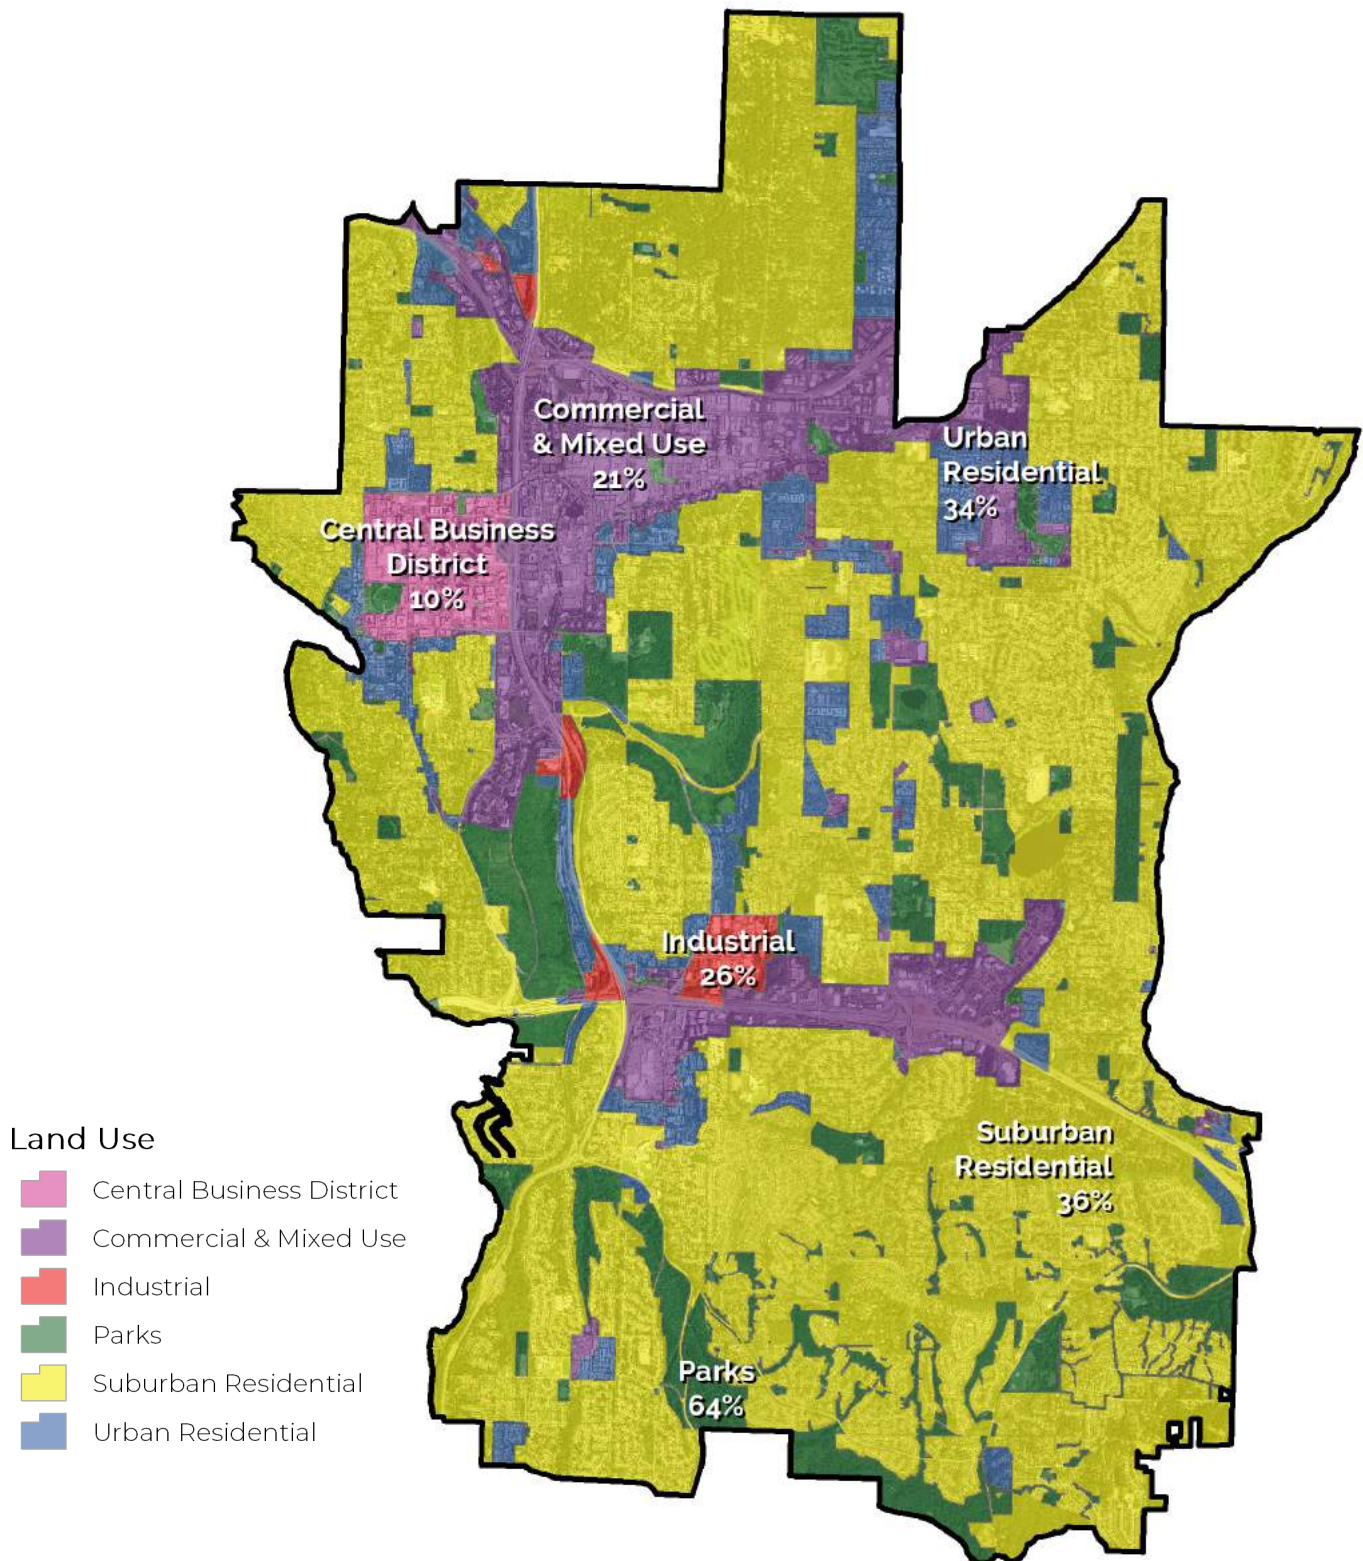 Commercial
& Mixed Use
21%
Urban
Residential
34%
Central Business
District
10%
Industrial
26%
Suburban
Residential
36%
Parks
64%
Land Use
Central Business District
Commercial & Mixed Use
Industrial
Parks
Suburban Residential
Urban Residential